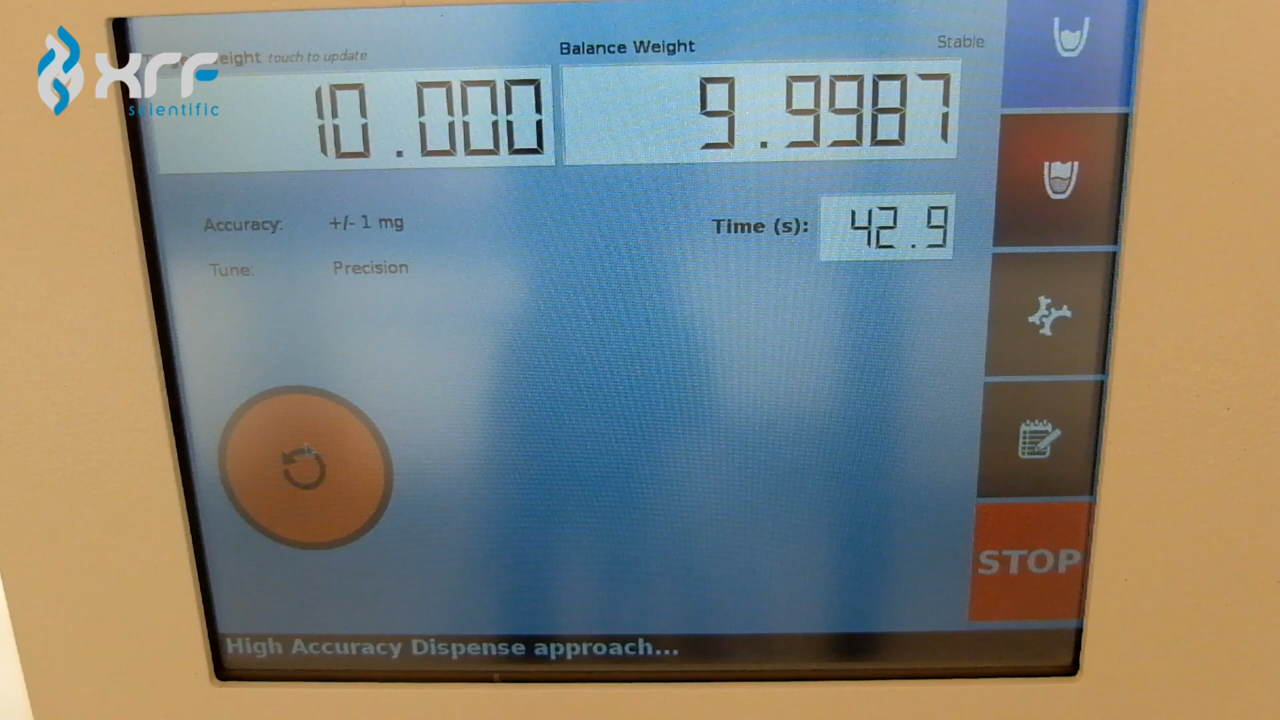 xrf
scientific
eight touch to update
Balance Weight
Stable
10.000
9.9987
Accuracy: +/- 1 mg
Time (s): 42.9
Tune: Precision
STOP
High Accuracy Dispense approach...